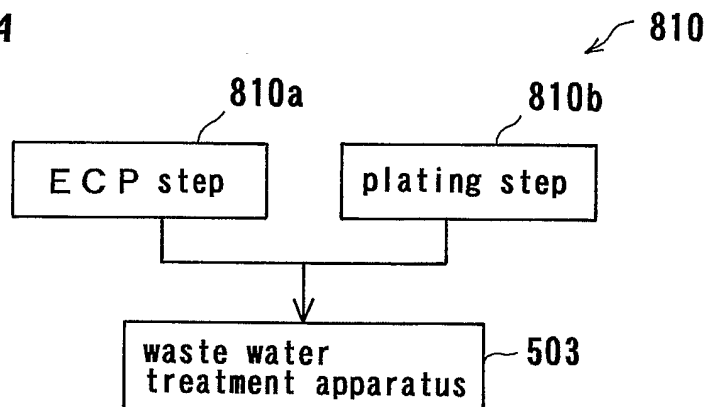 4
810
810a
810b
ECP step
plating step
waste water
treatment apparatus
503